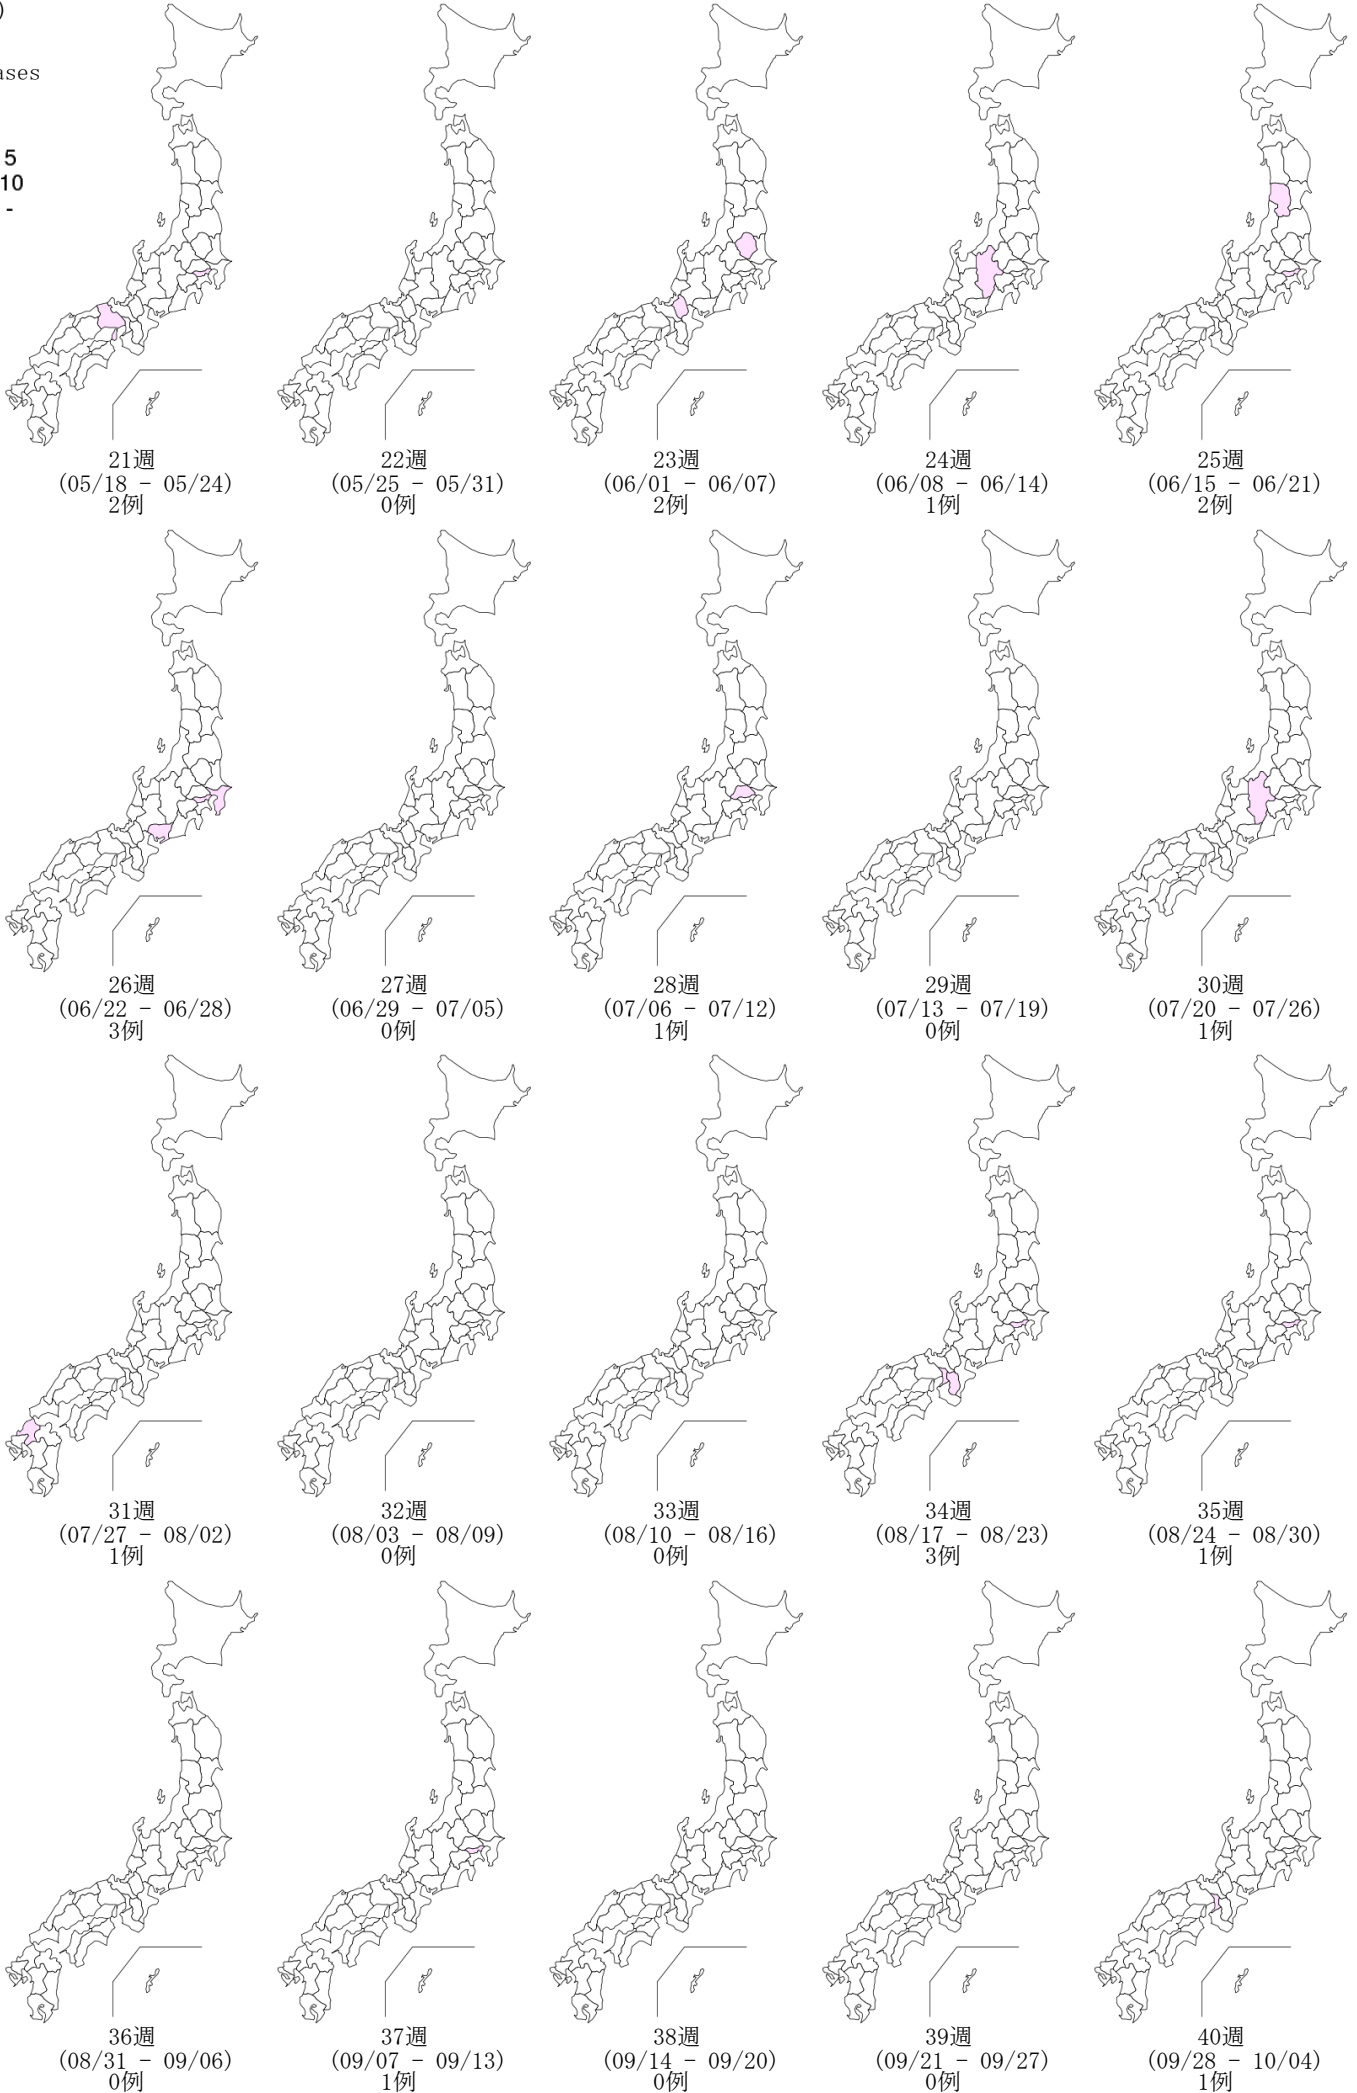 )
ases
5
10
-
21週
(05/18 - 05/24)
2例
22週
(05/25 - 05/31)
0例
23週
(06/01 - 06/07)
2例
24週
(06/08 - 06/14)
1例
25週
(06/15 - 06/21)
2例
26週
(06/22 - 06/28)
3例
27週
(06/29 - 07/05)
0例
28週
(07/06 - 07/12)
1例
29週
(07/13 - 07/19)
0例
30週
(07/20 - 07/26)
1例
31週
(07/27 - 08/02)
1例
32週
(08/03 - 08/09)
0例
33週
(08/10 - 08/16)
0例
34週
(08/17 - 08/23)
3例
35週
(08/24 - 08/30)
1例
36週
(08/31 - 09/06)
0例
37週
(09/07 - 09/13)
1例
38週
(09/14 - 09/20)
0例
39週
(09/21 - 09/27)
0例
40週
(09/28 - 10/04)
1例